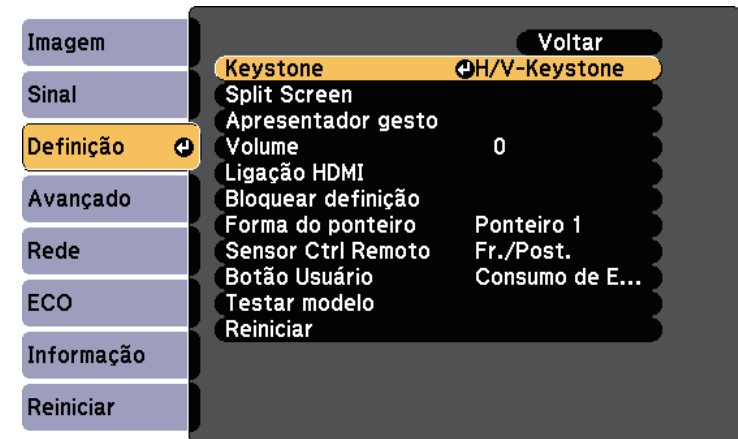 Imagem
Sinal
Definição
Avançado
Rede
ECO
Informação
Reiniciar
Voltar
Keystone H/V-Keystone
Split Screen
Apresentador gesto
Volume 0
Ligação HDMI
Bloquear definição
Forma do ponteiro Ponteiro 1
Sensor Ctrl Remoto Fr./Post.
Botão Usuário Consumo de E...
Testar modelo
Reiniciar